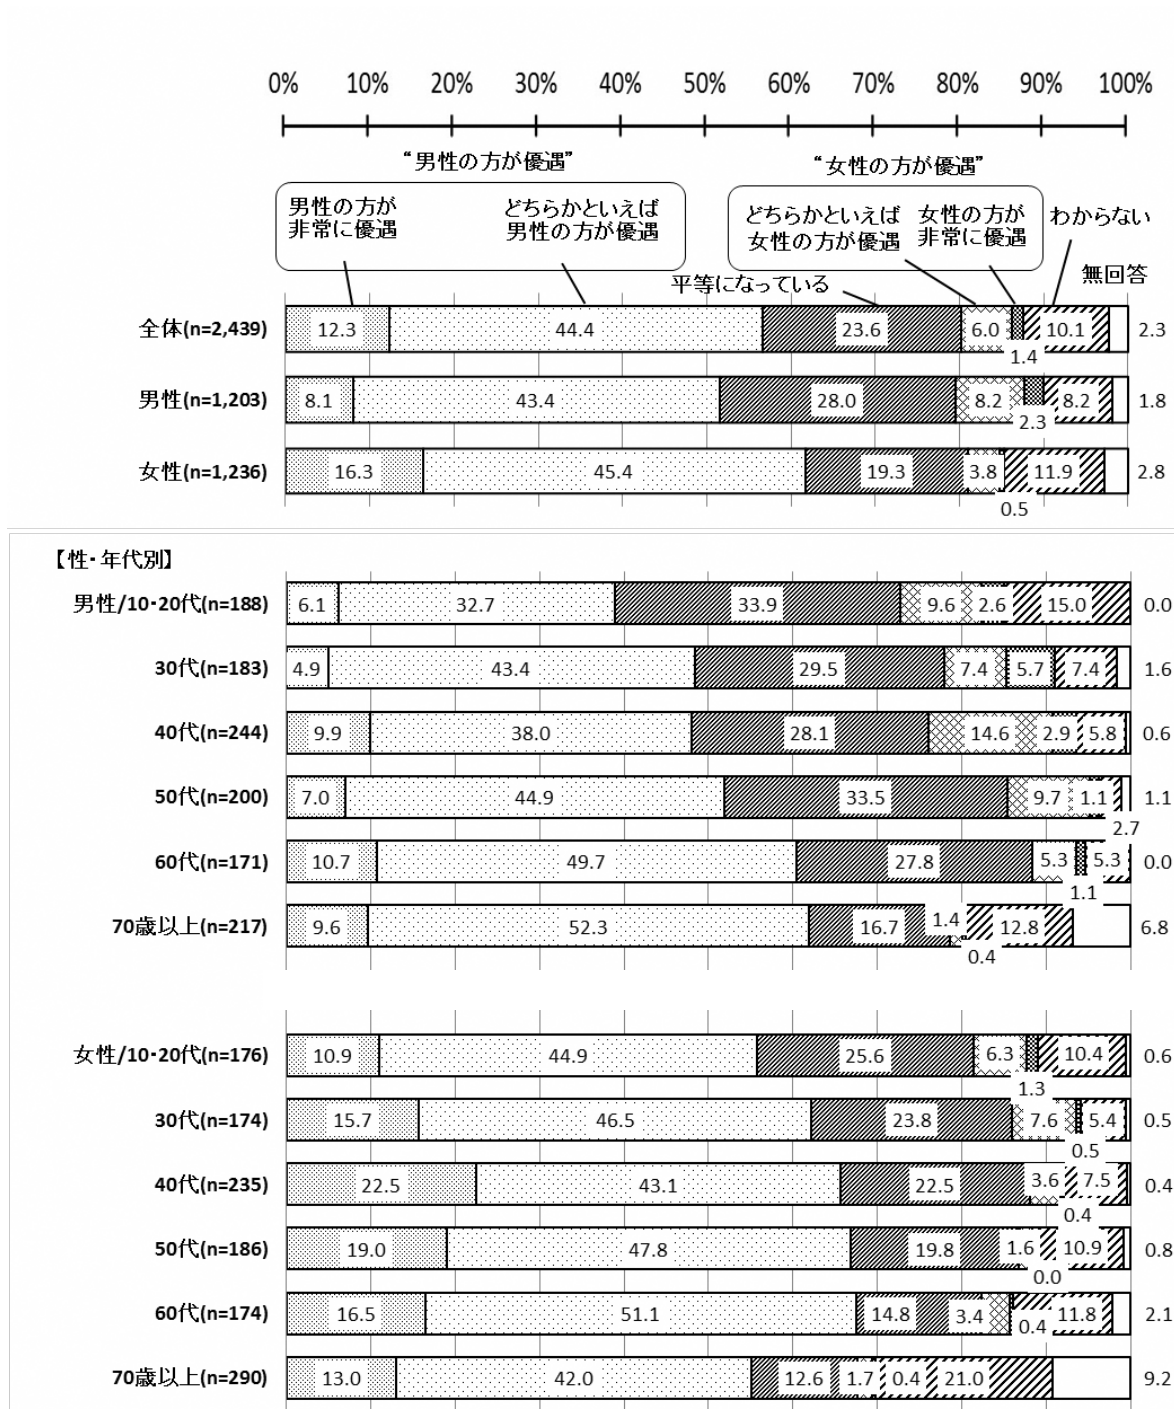 0% 10% 20% 30% 40% 50% 60% 70% 80% 90% 100%
“男性の方が優遇” “女性の方が優遇”
男性の方が
非常に優遇
どちらかといえば
男性の方が優遇
どちらかといえば
女性の方が優遇
女性の方が
非常に優遇
わからない
無回答
平等になっている
全体(n=2,439) 12.3 44.4 23.6 6.0 1.4 10.1 2.3
男性(n=1,203) 8.1 43.4 28.0 8.2 2.3 8.2 1.8
女性(n=1,236) 16.3 45.4 19.3 3.8 0.5 11.9 2.8
【性・年代別】
男性/10・20代(n=188) 6.1 32.7 33.9 9.6 2.6 15.0 0.0
30代(n=183) 4.9 43.4 29.5 7.4 5.7 7.4 1.6
40代(n=244) 9.9 38.0 28.1 14.6 2.9 5.8 0.6
50代(n=200) 7.0 44.9 33.5 9.7 1.1 2.7 1.1
60代(n=171) 10.7 49.7 27.8 5.3 1.1 5.3 0.0
70歳以上(n=217) 9.6 52.3 16.7 1.4 0.4 12.8 6.8
女性/10・20代(n=176) 10.9 44.9 25.6 6.3 1.3 10.4 0.6
30代(n=174) 15.7 46.5 23.8 7.6 0.5 5.4 0.5
40代(n=235) 22.5 43.1 22.5 3.6 0.4 7.5 0.4
50代(n=186) 19.0 47.8 19.8 1.6 0.0 10.9 0.8
60代(n=174) 16.5 51.1 14.8 3.4 0.4 11.8 2.1
70歳以上(n=290) 13.0 42.0 12.6 1.7 0.4 21.0 9.2